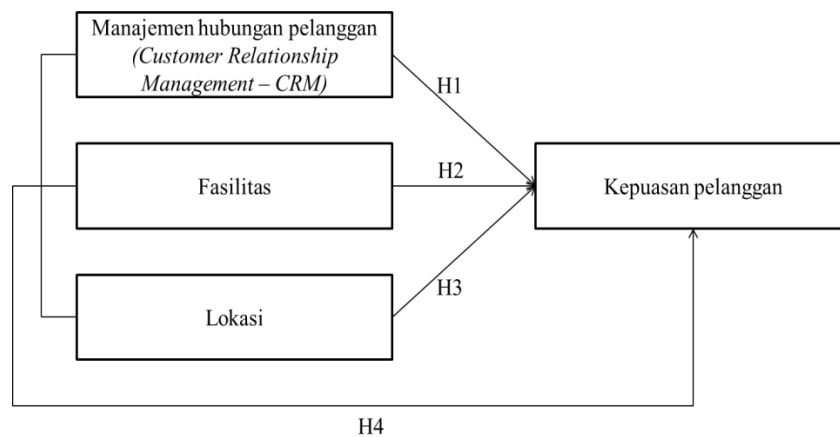 Manajemen hubungan pelanggan
(Customer Relationship
Management – CRM)
H1
Fasilitas
H2
Kepuasan pelanggan
Lokasi
H3
H4